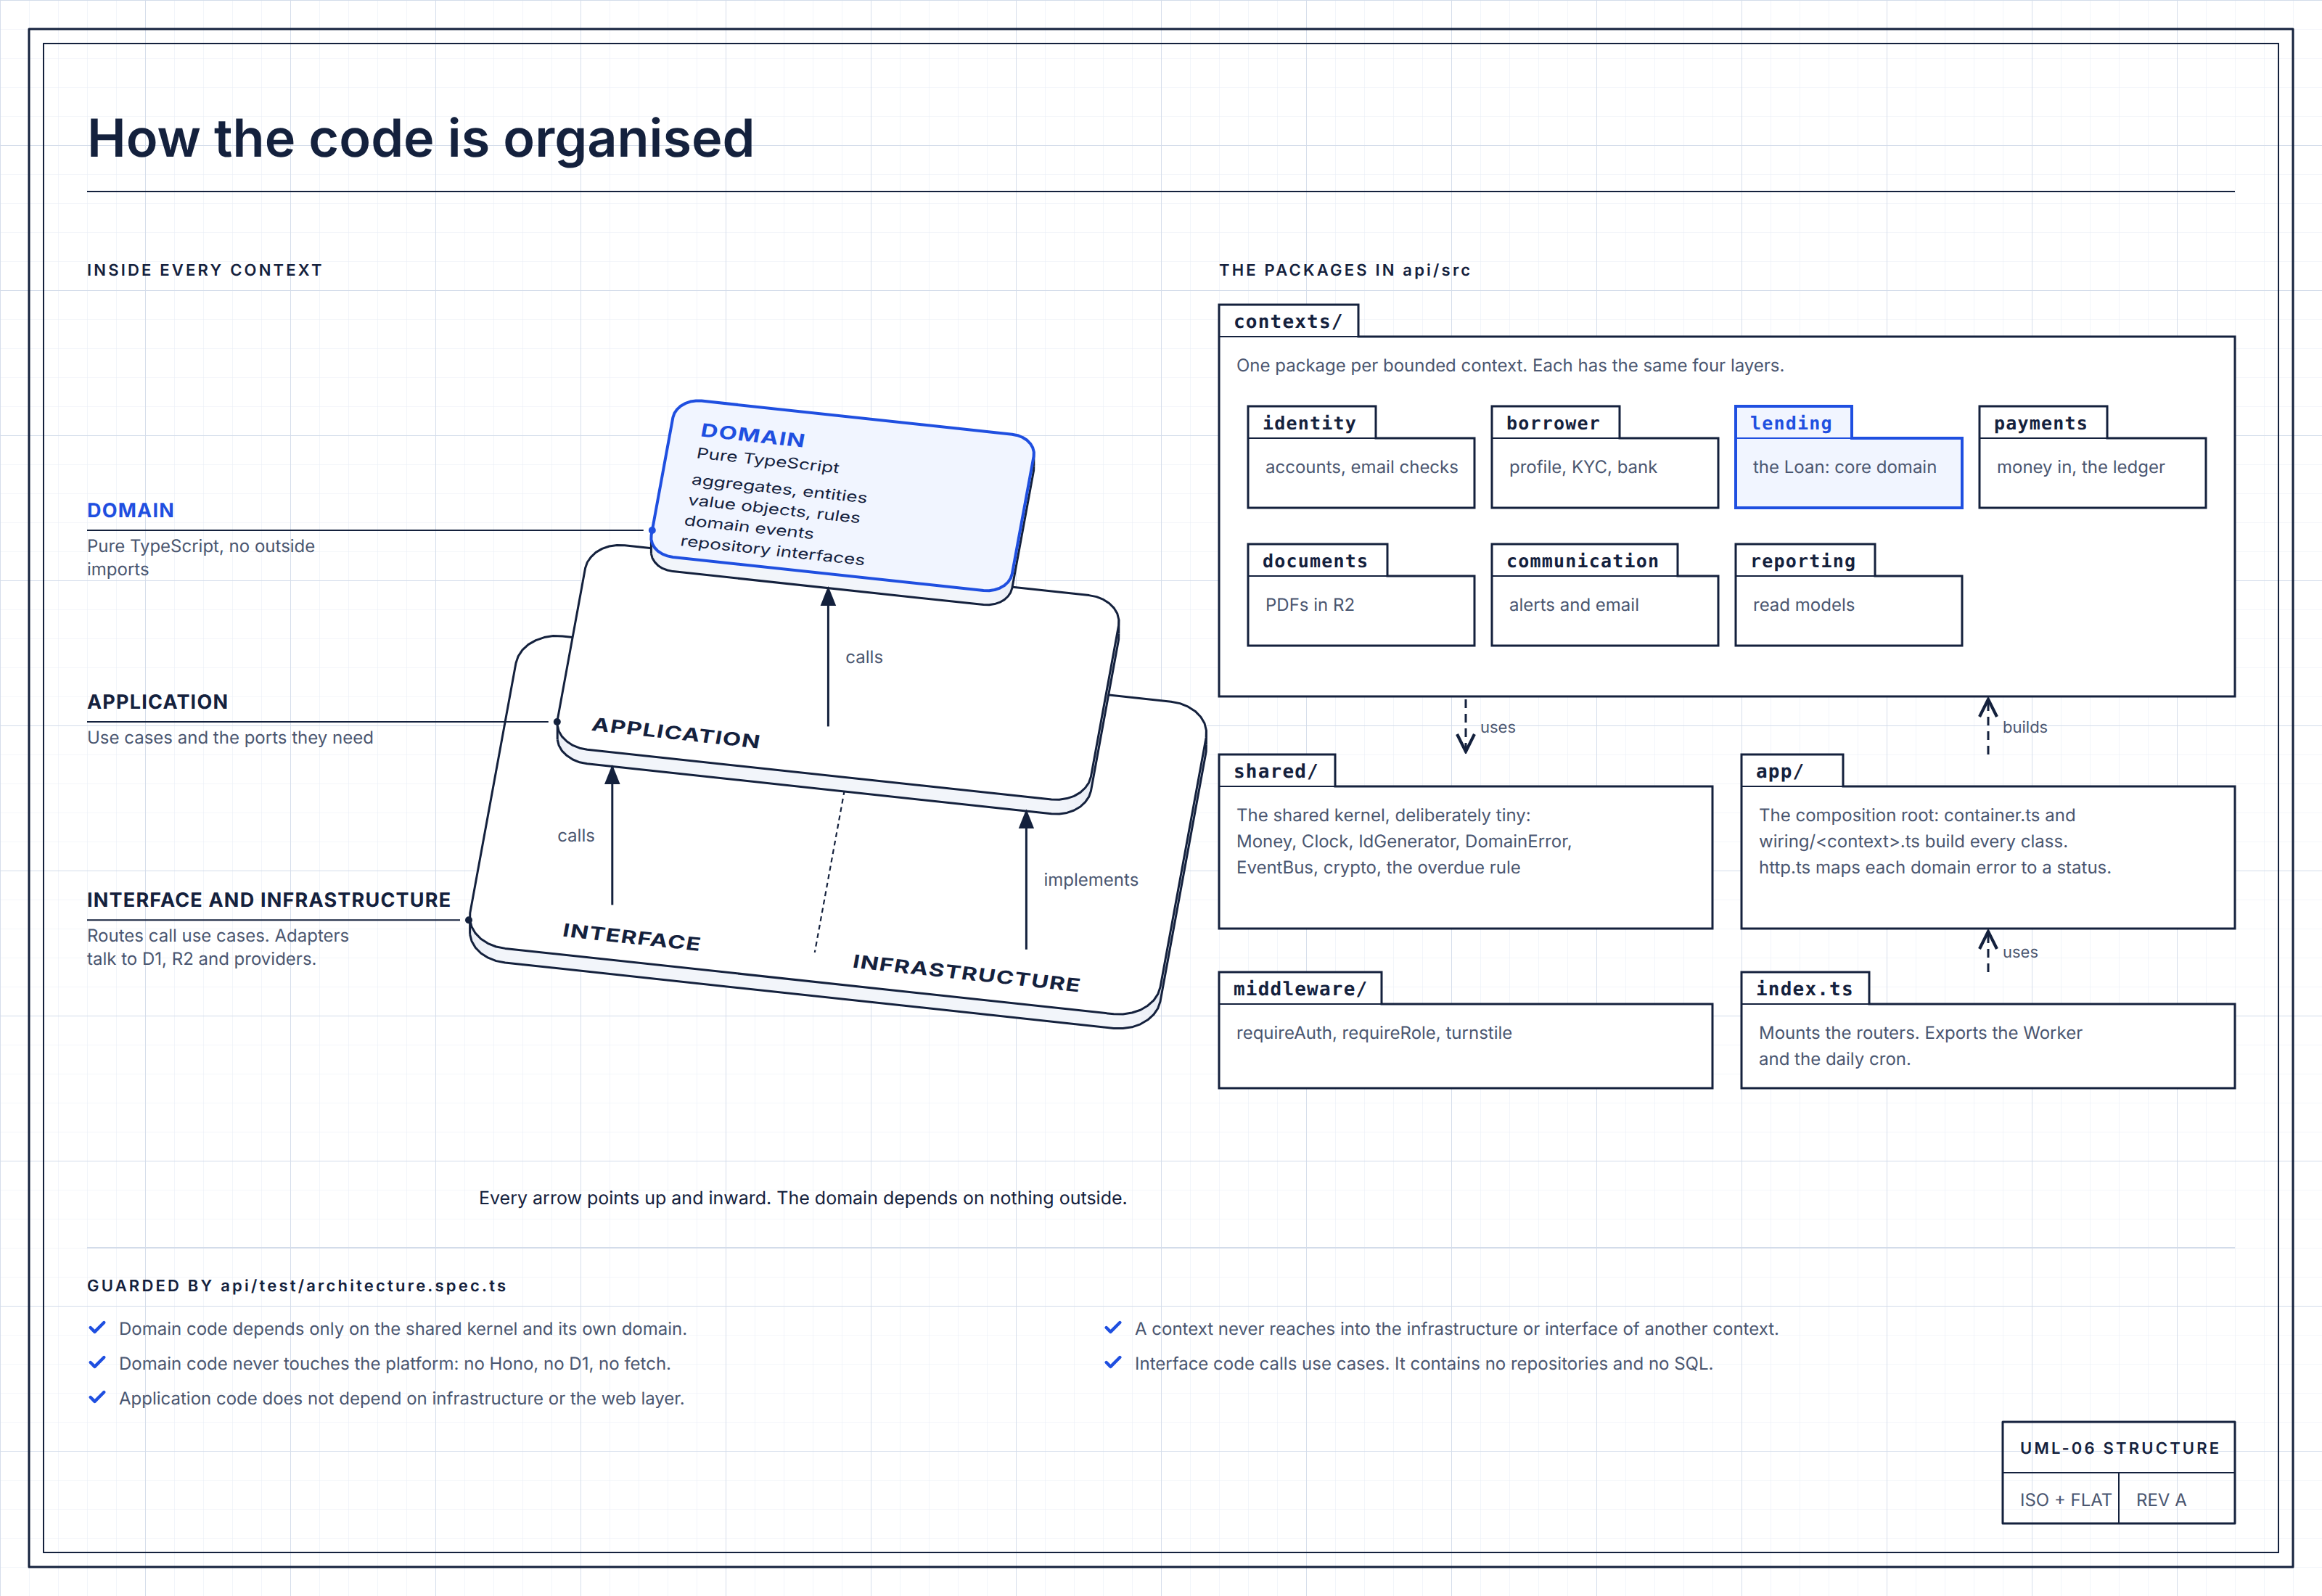 How the code is organised
INSIDE EVERY CONTEXT
DOMAIN
Pure TypeScript, no outside
imports
APPLICATION
Use cases and the ports they need
INTERFACE AND INFRASTRUCTURE
Routes call use cases. Adapters
talk to D1, R2 and providers.
DOMAIN
Pure TypeScript
aggregates, entities
value objects, rules
domain events
repository interfaces
calls
APPLICATION
calls
implements
INTERFACE
INFRASTRUCTURE
Every arrow points up and inward. The domain depends on nothing outside.
THE PACKAGES IN api/src
contexts/
One package per bounded context. Each has the same four layers.
identity
accounts, email checks
borrower
profile, KYC, bank
lending
the Loan: core domain
payments
money in, the ledger
documents
PDFs in R2
communication
alerts and email
reporting
read models
uses
builds
shared/
The shared kernel, deliberately tiny:
Money, Clock, IdGenerator, DomainError,
EventBus, crypto, the overdue rule
app/
The composition root: container.ts and
wiring/<context>.ts build every class.
http.ts maps each domain error to a status.
uses
middleware/
requireAuth, requireRole, turnstile
index.ts
Mounts the routers. Exports the Worker
and the daily cron.
GUARDED BY api/test/architecture.spec.ts
Domain code depends only on the shared kernel and its own domain.
Domain code never touches the platform: no Hono, no D1, no fetch.
Application code does not depend on infrastructure or the web layer.
A context never reaches into the infrastructure or interface of another context.
Interface code calls use cases. It contains no repositories and no SQL.
UML-06 STRUCTURE
ISO + FLAT
REV A